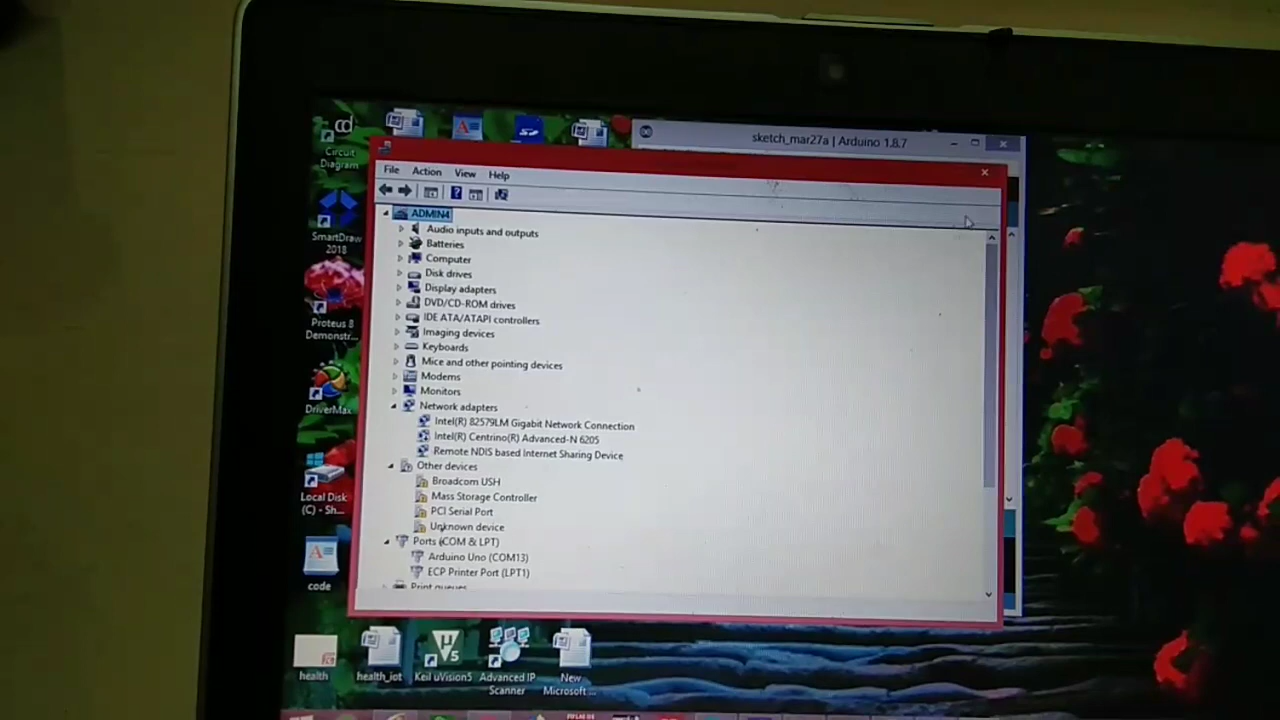 Circuit
Diagram
SmartDraw
2018
Proteus 8
Demonstr...
DriverMax
Local Disk
(C) - Sh...
code
sketch_mar27a | Arduino 1.8.7
File Action View Help
ADMIN4
Audio inputs and outputs
Batteries
Computer
Disk drives
Display adapters
DVD/CD-ROM drives
IDE ATA/ATAPI controllers
Imaging devices
Keyboards
Mice and other pointing devices
Modems
Monitors
Network adapters
Intel(R) 82579LM Gigabit Network Connection
Intel(R) Centrino(R) Advanced-N 6205
Remote NDIS based Internet Sharing Device
Other devices
Broadcom USH
Mass Storage Controller
PCI Serial Port
Unknown device
Ports (COM & LPT)
Arduino Uno (COM13)
ECP Printer Port (LPT1)
Print queues
health
health_iot
Keil uVision5
Advanced IP
Scanner
New
Microsoft ...